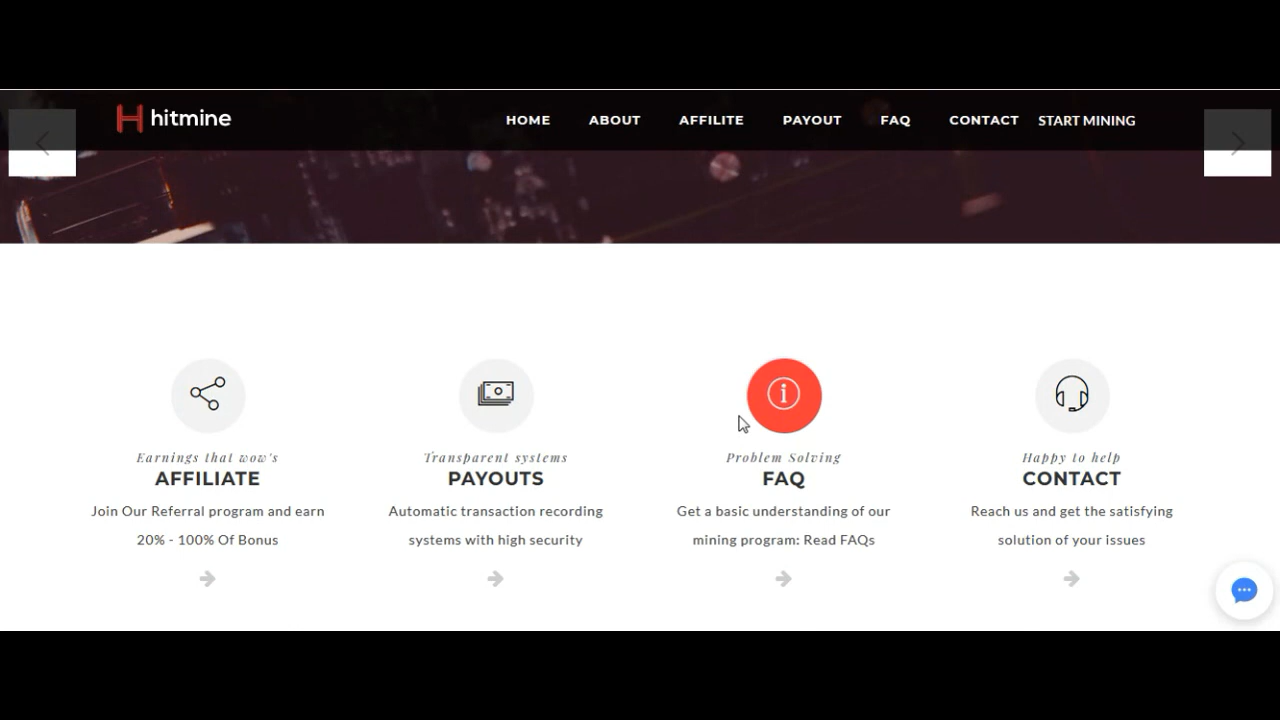 hitmine
HOME ABOUT AFFILITE PAYOUT FAQ CONTACT START MINING
Earnings that wow's
AFFILIATE
Join Our Referral program and earn
20% - 100% Of Bonus
Transparent systems
PAYOUTS
Automatic transaction recording
systems with high security
Problem Solving
FAQ
Get a basic understanding of our
mining program: Read FAQs
Happy to help
CONTACT
Reach us and get the satisfying
solution of your issues